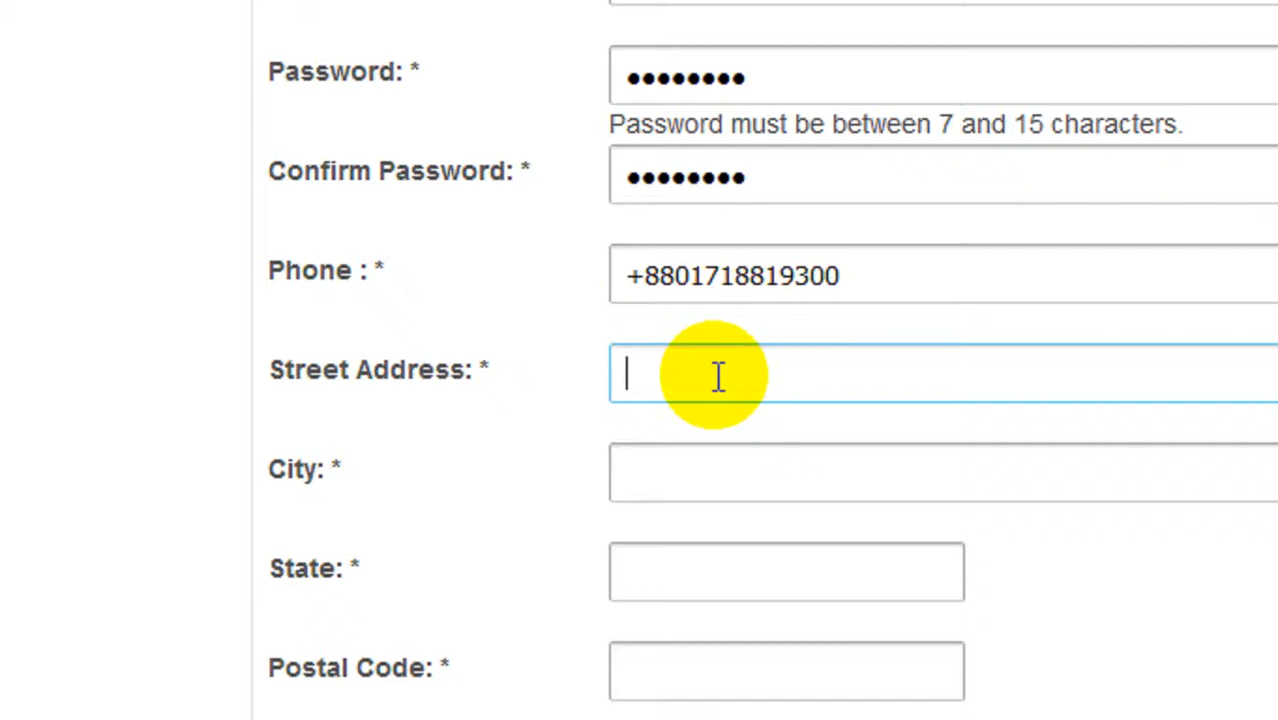 Password: *
••••••••
Password must be between 7 and 15 characters.
Confirm Password: *
••••••••
Phone : *
+8801718819300
Street Address: *
City: *
State: *
Postal Code: *